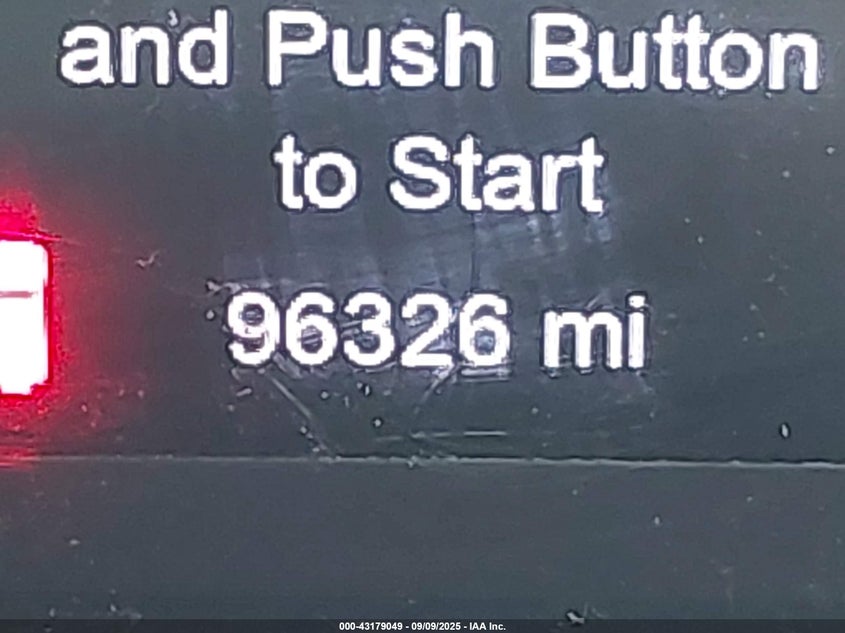 and Push Button
to Start
96326 mi
000-43179049 - 09/09/2025 - IAA Inc.